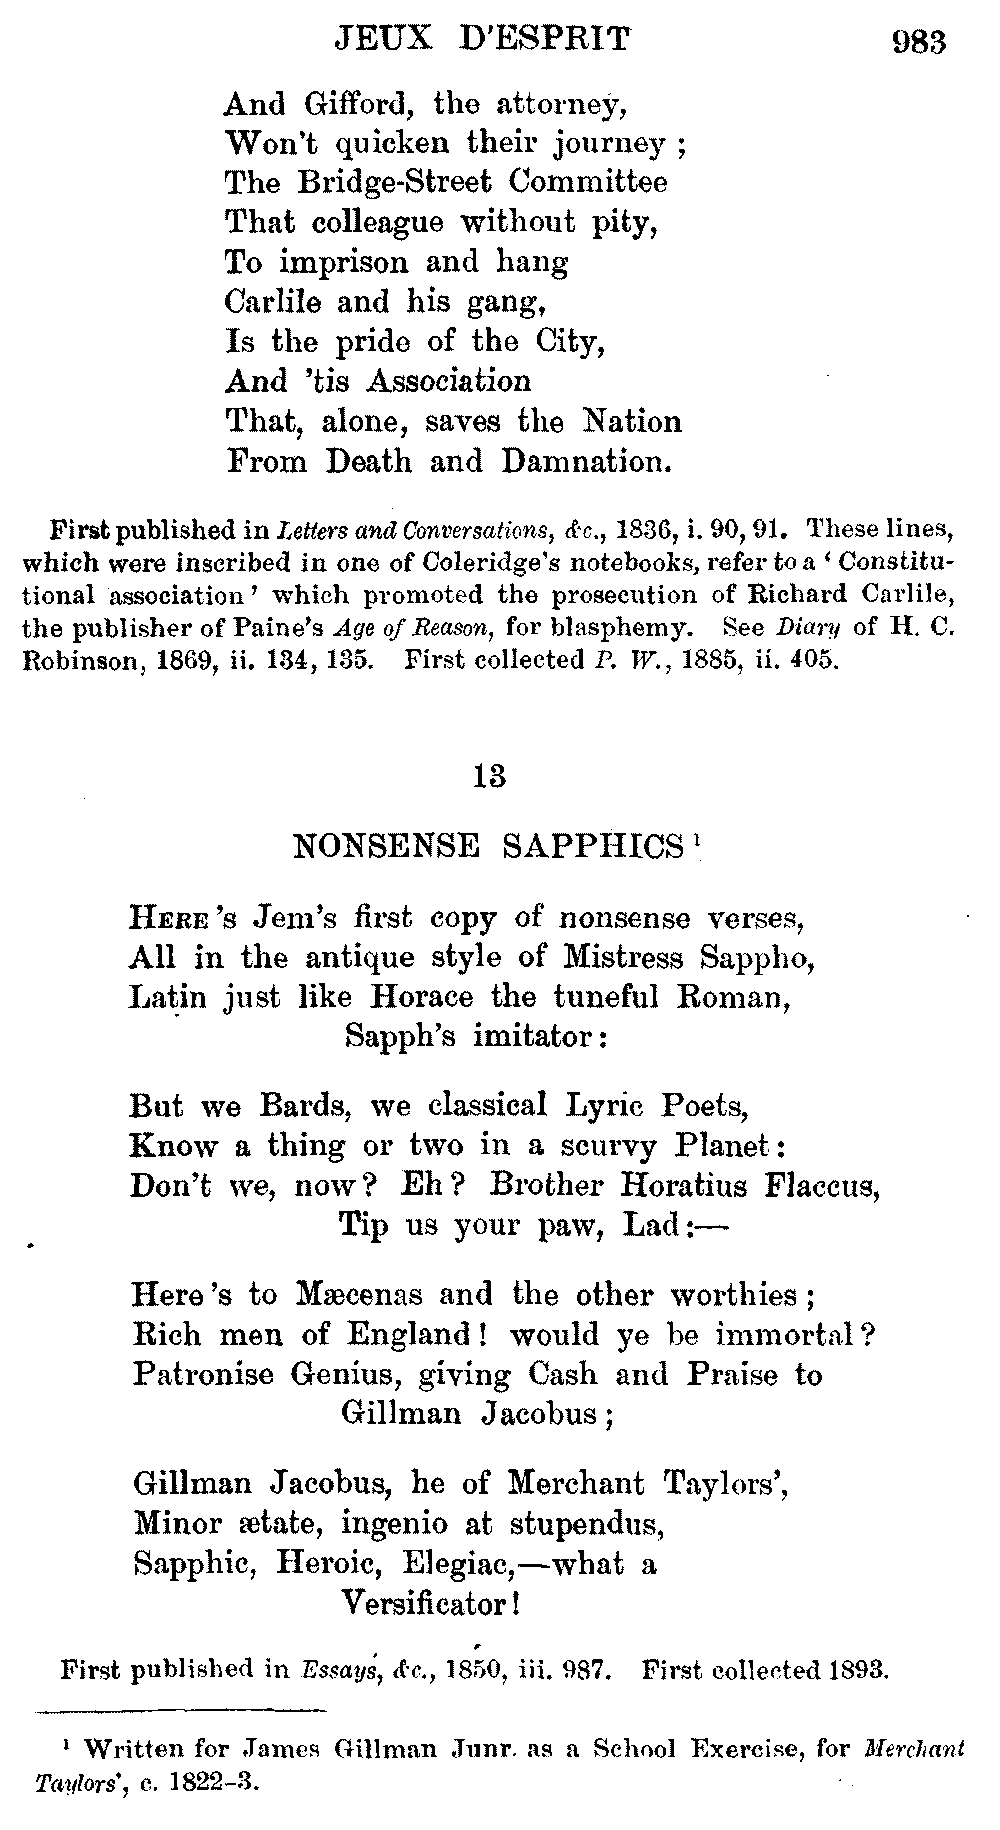 JEUX D'ESPRIT 983
And Gifford, the attorney,
Won't quicken their journey ;
The Bridge-Street Committee
That colleague without pity,
To imprison and hang
Carlile and his gang,
Is the pride of the City,
And 'tis Association
That, alone, saves the Nation
From Death and Damnation.
First published in Letters and Conversations, &c., 1836, i. 90, 91. These lines,
which were inscribed in one of Coleridge's notebooks, refer to a ' Constitu-
tional association' which promoted the prosecution of Richard Carlile,
the publisher of Paine's Age of Reason, for blasphemy. See Diary of H. C.
Robinson, 1869, ii. 134, 135. First collected P. W., 1885, ii. 405.
13
NONSENSE SAPPHICS ¹
HERE 's Jem's first copy of nonsense verses,
All in the antique style of Mistress Sappho,
Latin just like Horace the tuneful Roman,
Sapph's imitator :
But we Bards, we classical Lyric Poets,
Know a thing or two in a scurvy Planet :
Don't we, now ? Eh ? Brother Horatius Flaccus,
Tip us your paw, Lad :—
Here 's to Mæcenas and the other worthies ;
Rich men of England ! would ye be immortal ?
Patronise Genius, giving Cash and Praise to
Gillman Jacobus ;
Gillman Jacobus, he of Merchant Taylors',
Minor ætate, ingenio at stupendus,
Sapphic, Heroic, Elegiac,—what a
Versificator !
First published in Essays, &c., 1850, iii. 987. First collected 1893.
¹ Written for James Gillman Junr. as a School Exercise, for Merchant
Taylors', c. 1822–3.